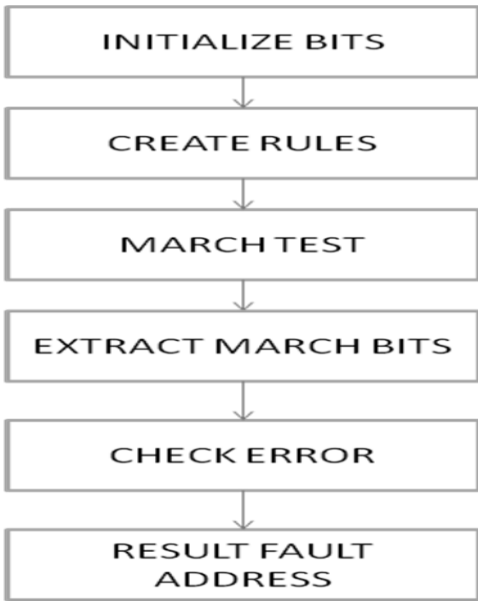 INITIALIZE BITS
CREATE RULES
MARCH TEST
EXTRACT MARCH BITS
CHECK ERROR
RESULT FAULT
ADDRESS